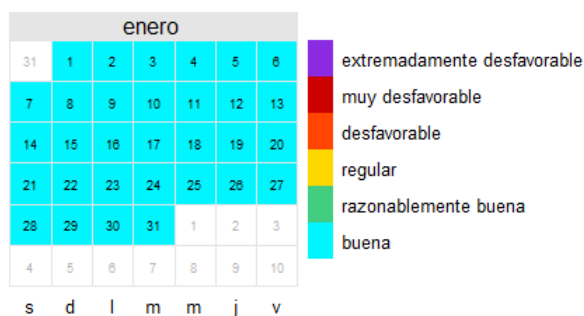 enero
31 1 2 3 4 5 6
7 8 9 10 11 12 13
14 15 16 17 18 19 20
21 22 23 24 25 26 27
28 29 30 31 1 2 3
4 5 6 7 8 9 10
s d l m m j v
extremadamente desfavorable
muy desfavorable
desfavorable
regular
razonablemente buena
buena